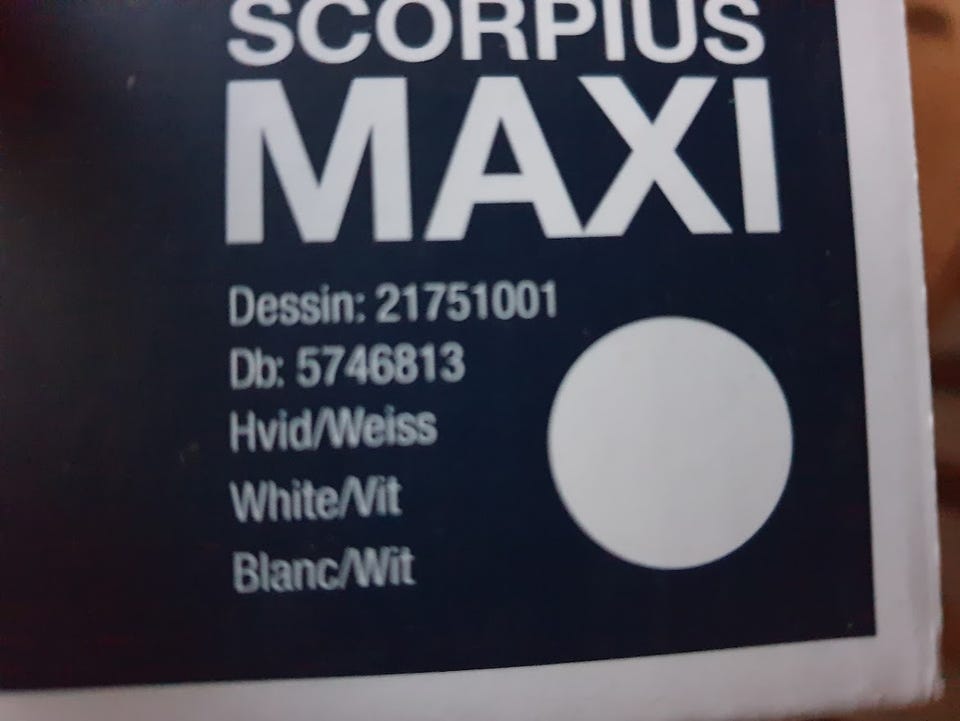 SCORPIUS
MAXI
Dessin: 21751001
Db: 5746813
Hvid/Weiss
White/Vit
Blanc/Wit